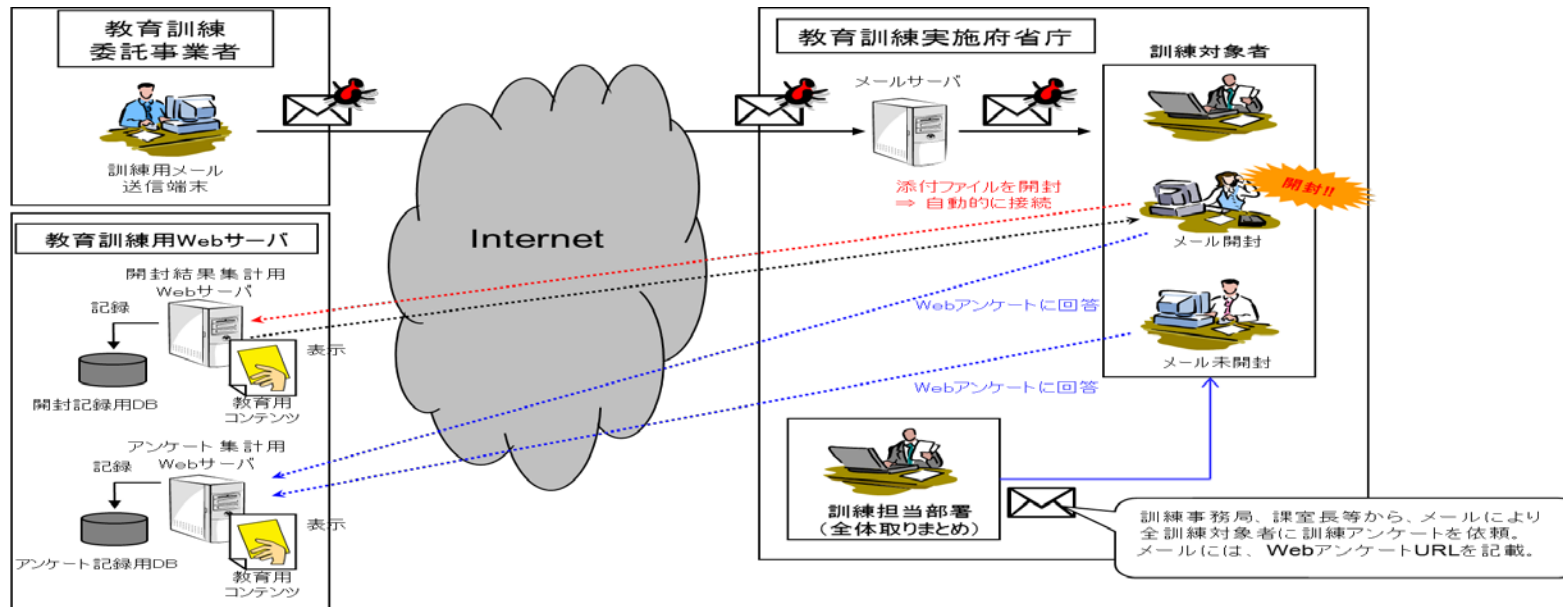 教育訓練
委託事業者
訓練用メール
送信端末
教育訓練用Webサーバ
開封結果集計用
Webサーバ
記録
表示
開封記録用DB
教育用
コンテンツ
アンケート集計用
Webサーバ
記録
表示
アンケート記録用DB
教育用
コンテンツ
Internet
教育訓練実施府省庁
メールサーバ
訓練対象者
添付ファイルを開封
⇒ 自動的に接続
開封!!
メール開封
Webアンケートに回答
メール未開封
Webアンケートに回答
訓練担当部署
(全体取りまとめ)
訓練事務局、課室長等から、メールにより
全訓練対象者に訓練アンケートを依頼。
メールには、WebアンケートURLを記載。